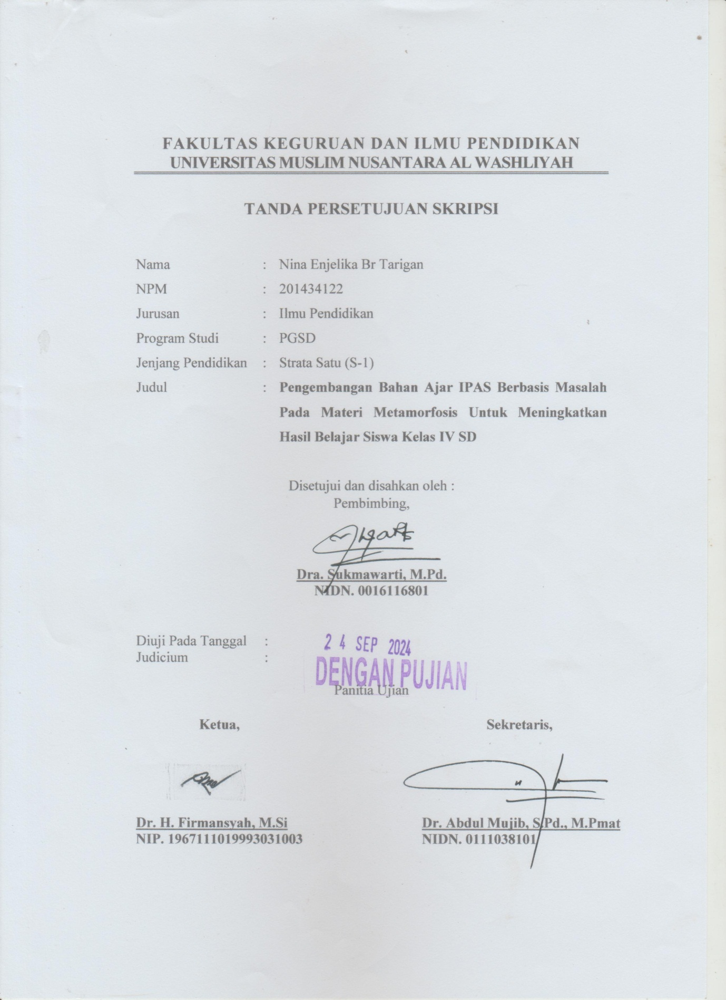 FAKULTAS KEGURUAN DAN ILMU PENDIDIKAN
UNIVERSITAS MUSLIM NUSANTARA AL WASHLIYAH
TANDA PERSETUJUAN SKRIPSI
Nama : Nina Enjelika Br Tarigan
NPM : 201434122
Jurusan : Ilmu Pendidikan
Program Studi : PGSD
Jenjang Pendidikan : Strata Satu (S-1)
Judul : Pengembangan Bahan Ajar IPAS Berbasis Masalah
Pada Materi Metamorfosis Untuk Meningkatkan
Hasil Belajar Siswa Kelas IV SD
Disetujui dan disahkan oleh :
Pembimbing,
Dra. Sukmawarti, M.Pd.
NIDN. 0016116801
Diuji Pada Tanggal : 24 SEP 2024
Judicium : DENGAN PUJIAN
Panitia Ujian
Ketua, Sekretaris,
Dr. H. Firmansyah, M.Si Dr. Abdul Mujib, S.Pd., M.Pmat
NIP. 1967111019993031003 NIDN. 0111038101